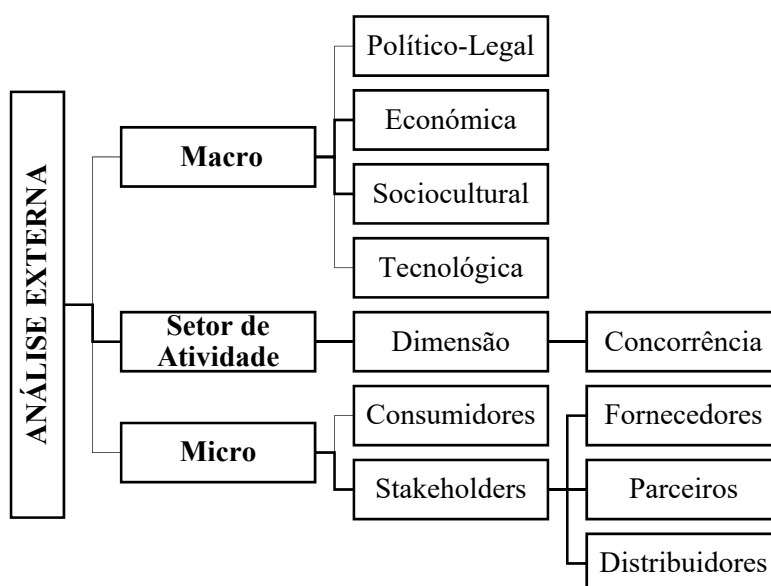 ANÁLISE EXTERNA
Macro
Político-Legal
Económica
Sociocultural
Tecnológica
Setor de
Atividade
Dimensão
Concorrência
Micro
Consumidores
Stakeholders
Fornecedores
Parceiros
Distribuidores